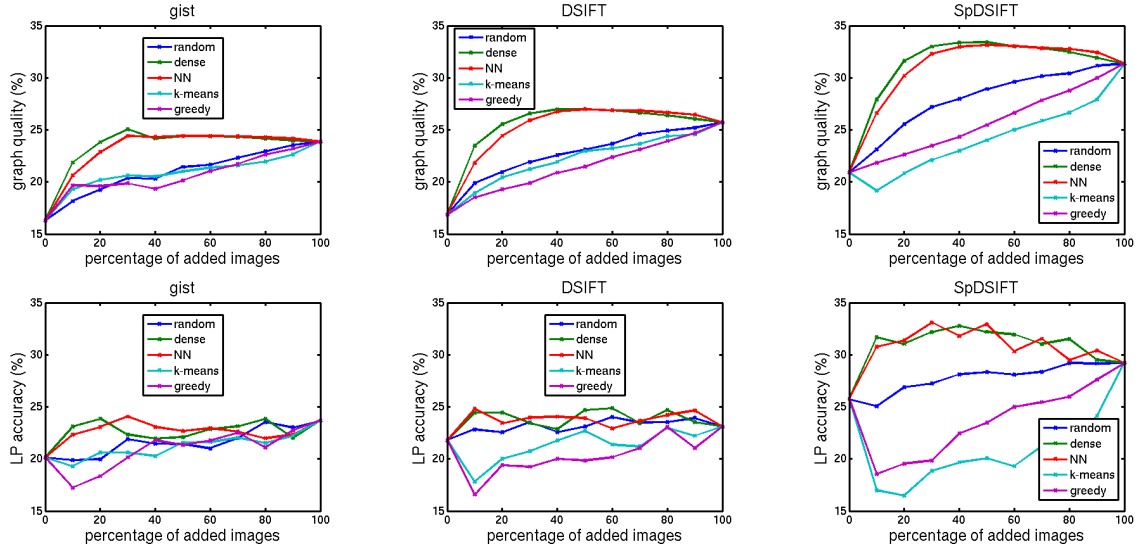 gist
35
30
25
20
15
graph quality (%)
random
dense
NN
k-means
greedy
0 20 40 60 80 100
percentage of added images
DSIFT
35
30
25
20
15
graph quality (%)
random
dense
NN
k-means
greedy
0 20 40 60 80 100
percentage of added images
SpDSIFT
35
30
25
20
15
graph quality (%)
random
dense
NN
k-means
greedy
0 20 40 60 80 100
percentage of added images
gist
35
30
25
20
15
LP accuracy (%)
random
dense
NN
k-means
greedy
0 20 40 60 80 100
percentage of added images
DSIFT
35
30
25
20
15
LP accuracy (%)
random
dense
NN
k-means
greedy
0 20 40 60 80 100
percentage of added images
SpDSIFT
35
30
25
20
15
LP accuracy (%)
random
dense
NN
k-means
greedy
0 20 40 60 80 100
percentage of added images